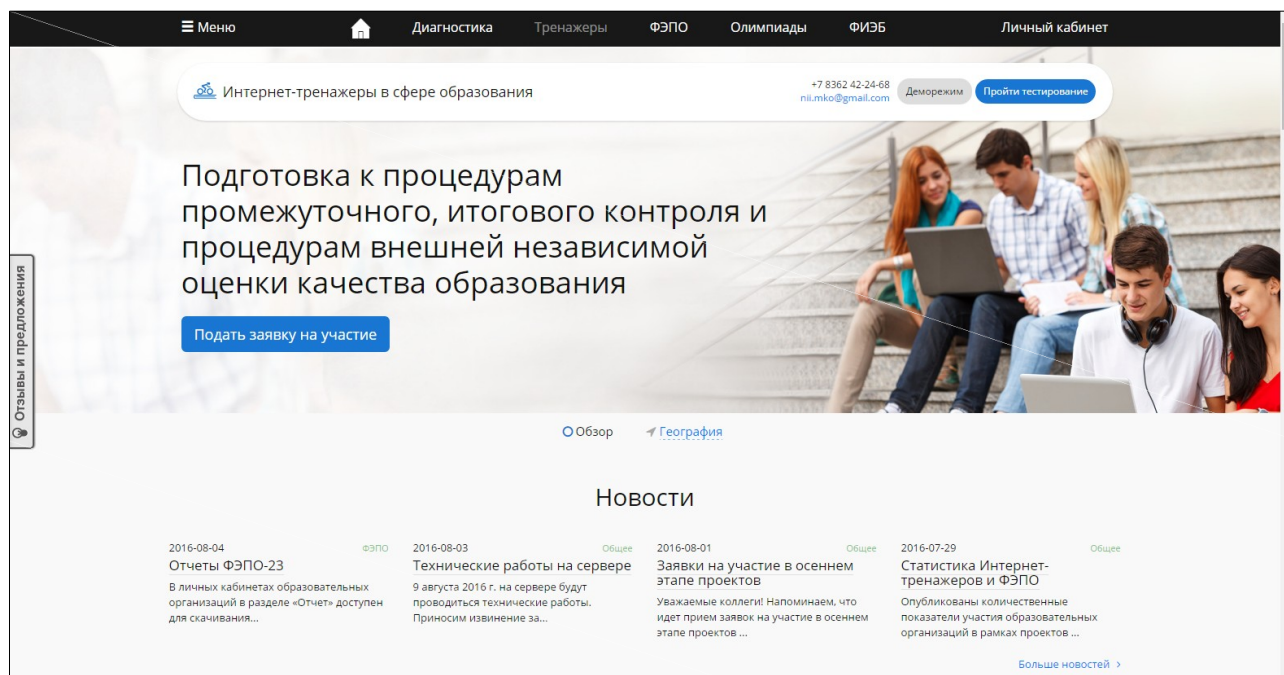 Меню Диагностика Тренажеры ФЭПО Олимпиады ФИЭБ Личный кабинет
Интернет-тренажеры в сфере образования
+7 8362 42-24-68
nii.mko@gmail.com
Деморежим
Пройти тестирование
Подготовка к процедурам
промежуточного, итогового контроля и
процедурам внешней независимой
оценки качества образования
Подать заявку на участие
Отзывы и предложения
Обзор География
Новости
2016-08-04 ФЭПО
Отчеты ФЭПО-23
В личных кабинетах образовательных
организаций в разделе «Отчет» доступен
для скачивания...
2016-08-03 Общее
Технические работы на сервере
9 августа 2016 г. на сервере будут
проводиться технические работы.
Приносим извинение за...
2016-08-01 Общее
Заявки на участие в осеннем
этапе проектов
Уважаемые коллеги! Напоминаем, что
идет прием заявок на участие в осеннем
этапе проектов ...
2016-07-29 Общее
Статистика Интернет-
тренажеров и ФЭПО
Опубликованы количественные
показатели участия образовательных
организаций в рамках проектов ...
Больше новостей >